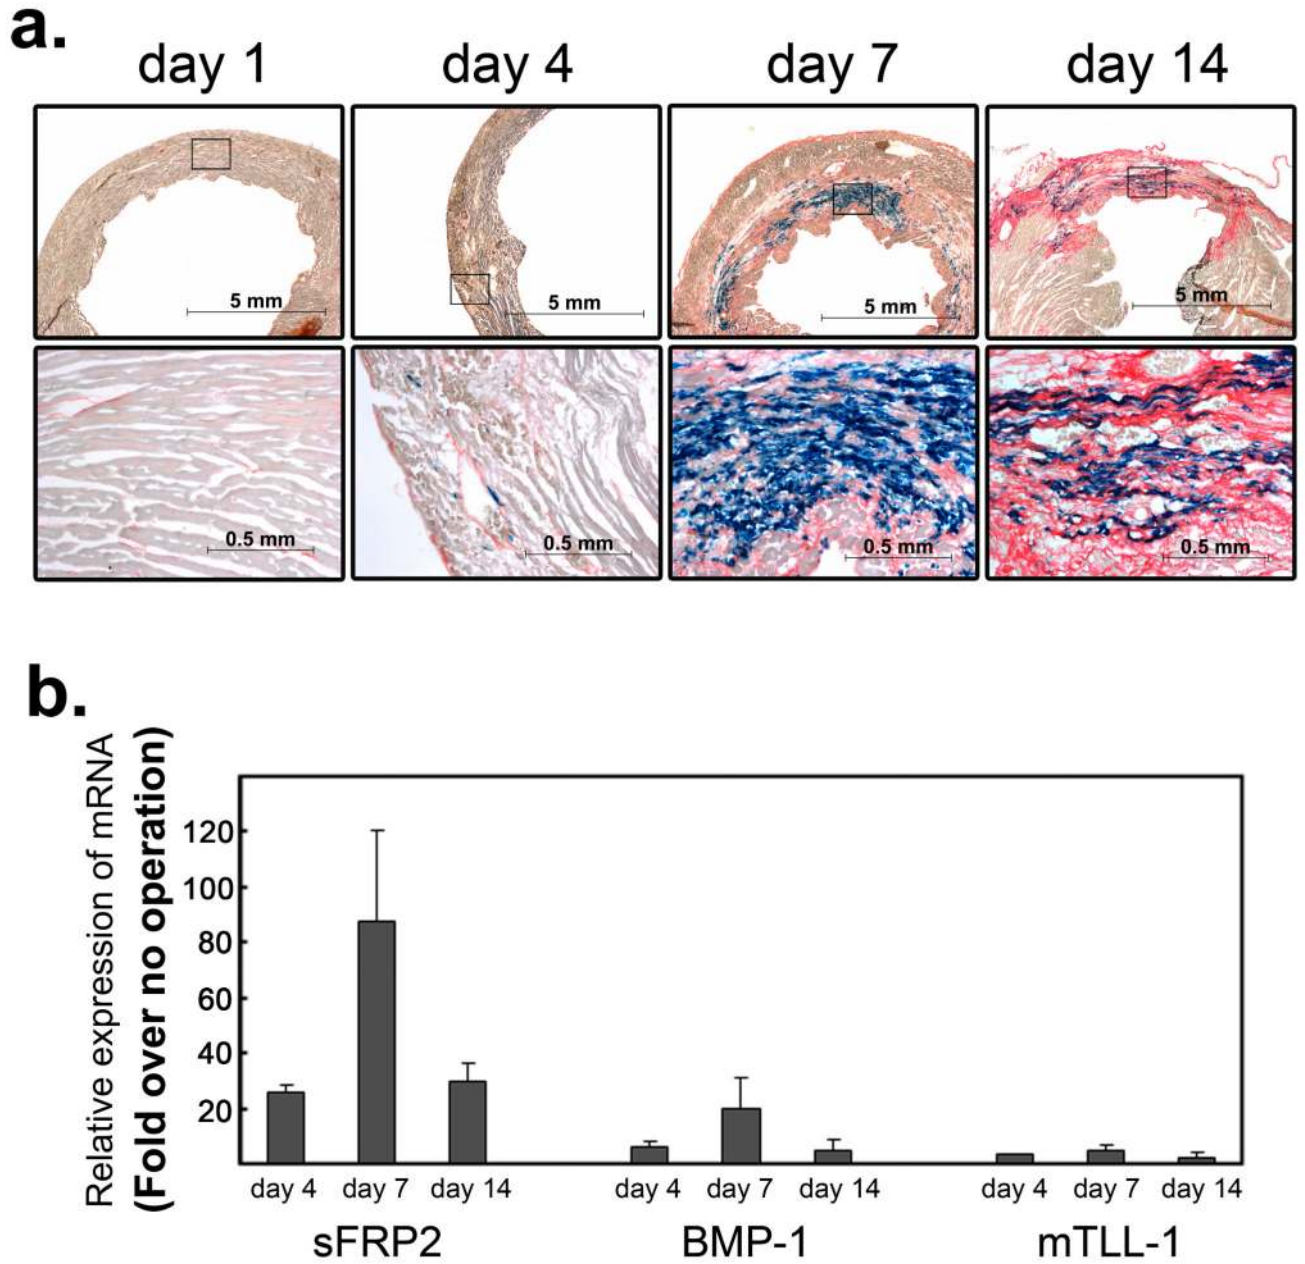 a.
day 1 day 4 day 7 day 14
5 mm 5 mm 5 mm 5 mm
0.5 mm 0.5 mm 0.5 mm 0.5 mm
b.
Relative expression of mRNA
(Fold over no operation)
120
100
80
60
40
20
day 4 day 7 day 14 day 4 day 7 day 14 day 4 day 7 day 14
sFRP2 BMP-1 mTLL-1